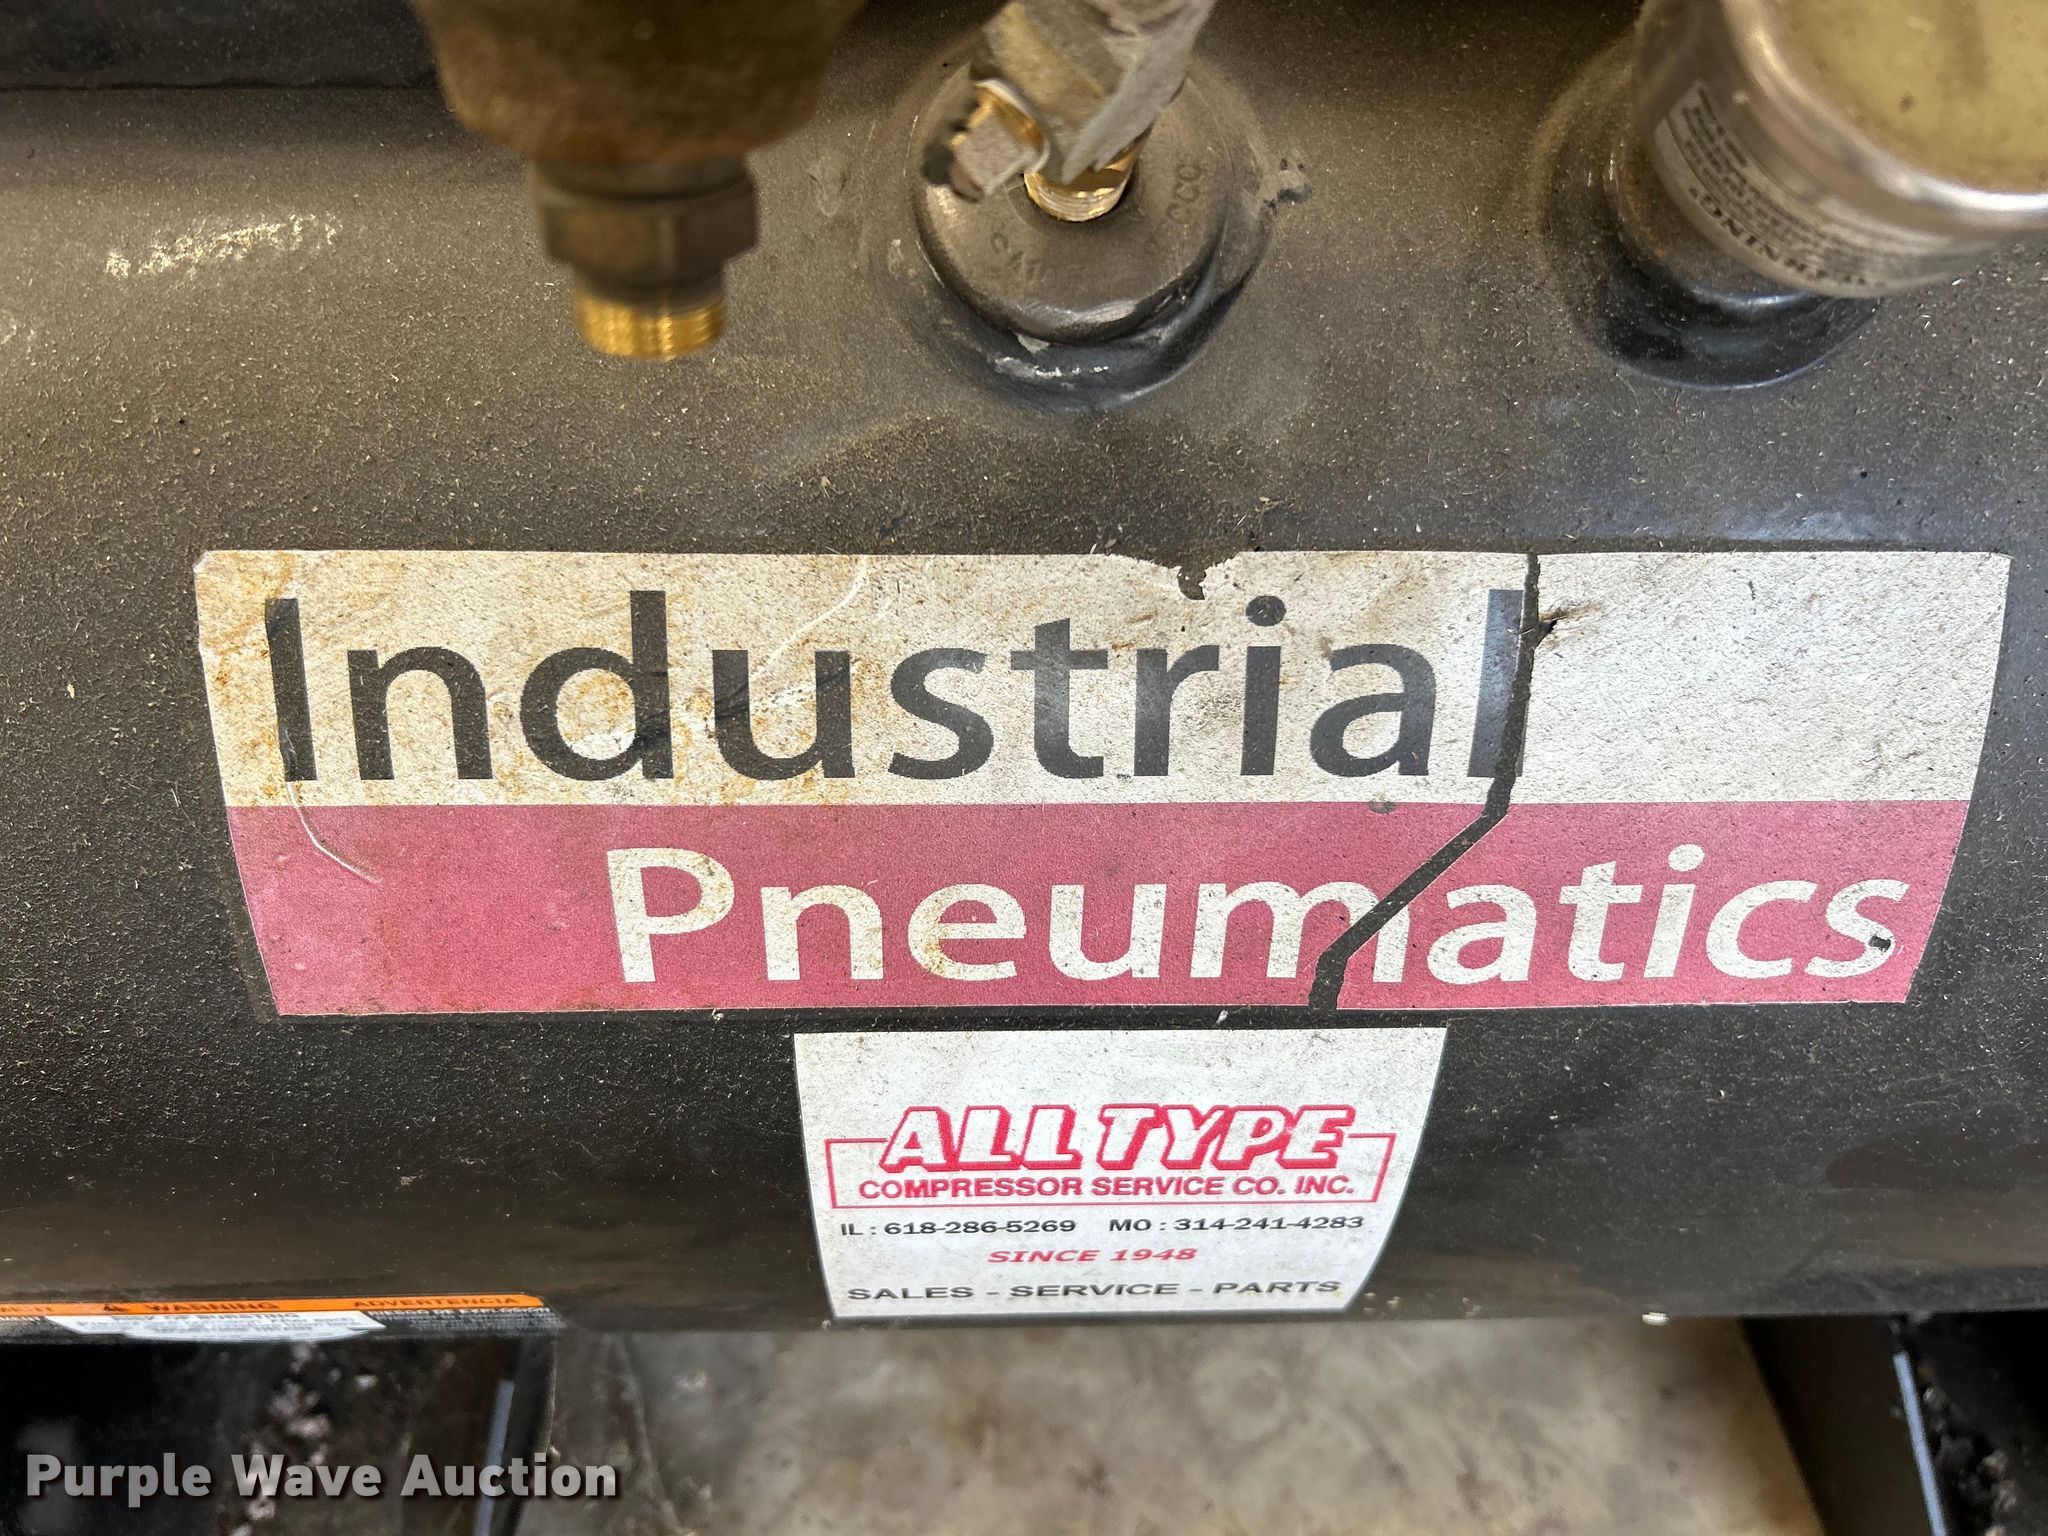 WARNING
Industrial
Pneumatics
ALL TYPE
COMPRESSOR SERVICE CO. INC.
IL : 618-286-5269 MO : 314-241-4283
SINCE 1948
SALES - SERVICE - PARTS
WARNING ADVERTENCIA
Purple Wave Auction